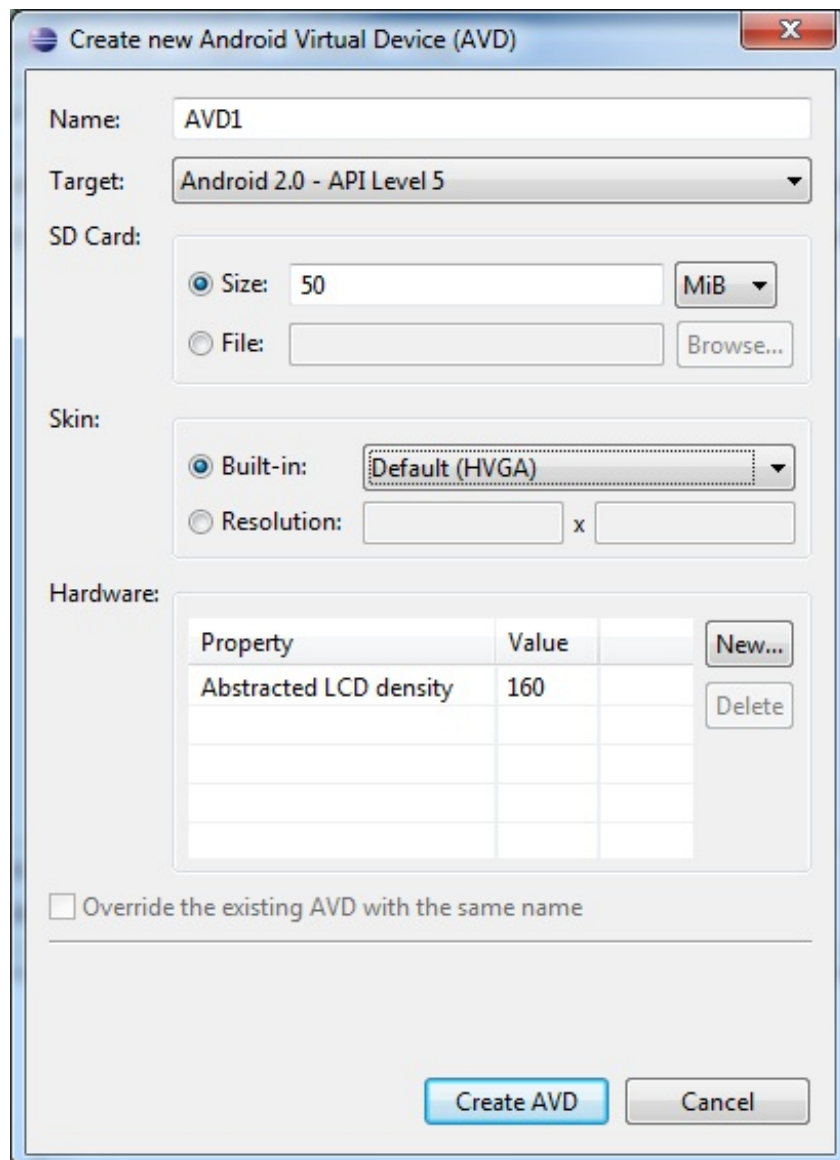 Create new Android Virtual Device (AVD)
Name: AVD1
Target: Android 2.0 - API Level 5
SD Card:
Size: 50 MiB
File: Browse...
Skin:
Built-in: Default (HVGA)
Resolution: x
Hardware:
Property Value New...
Abstracted LCD density 160
Delete
Override the existing AVD with the same name
Create AVD Cancel